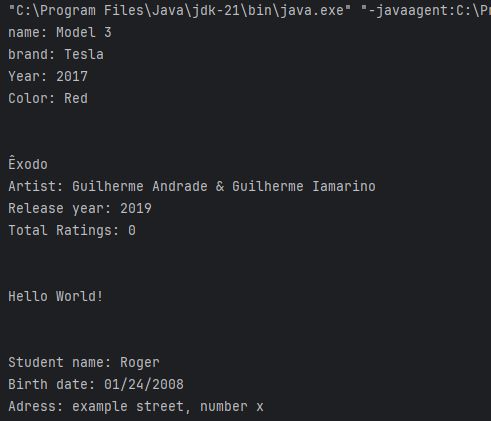 "C:\Program Files\Java\jdk-21\bin\java.exe" "-javaagent:C:\Pr
name: Model 3
brand: Tesla
Year: 2017
Color: Red
Êxodo
Artist: Guilherme Andrade & Guilherme Iamarino
Release year: 2019
Total Ratings: 0
Hello World!
Student name: Roger
Birth date: 01/24/2008
Adress: example street, number x